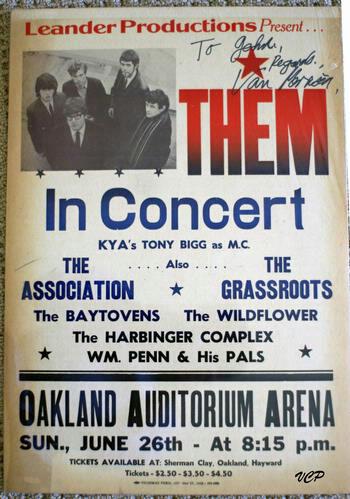 Leander Productions Present...
To John,
Regards,
Van Morrison
THEM
In Concert
KYA's TONY BIGG as M.C.
.... Also ....
THE ASSOCIATION
THE GRASSROOTS
The BAYTOVENS The WILDFLOWER
The HARBINGER COMPLEX
WM. PENN & His PALS
OAKLAND AUDITORIUM ARENA
SUN., JUNE 26th - At 8:15 p.m.
TICKETS AVAILABLE AT: Sherman Clay, Oakland, Hayward
Tickets - $2.50 - $3.50 - $4.50
VCP